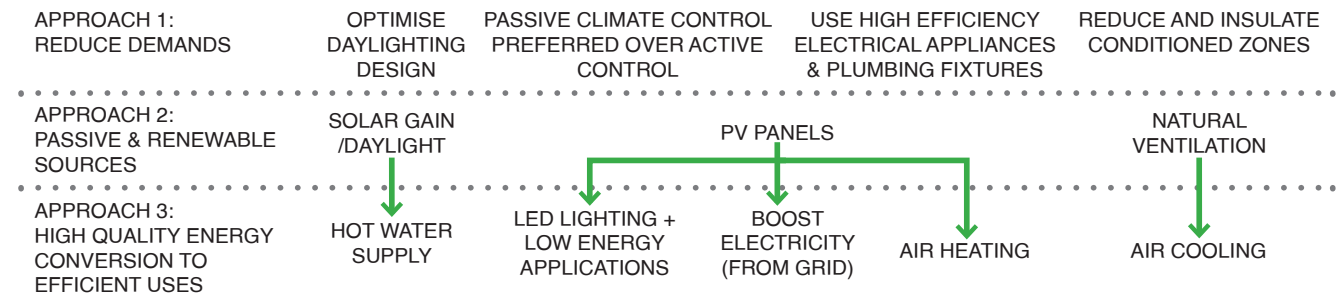 APPROACH 1:
REDUCE DEMANDS
OPTIMISE
DAYLIGHTING
DESIGN
PASSIVE CLIMATE CONTROL
PREFERRED OVER ACTIVE
CONTROL
USE HIGH EFFICIENCY
ELECTRICAL APPLIANCES
& PLUMBING FIXTURES
REDUCE AND INSULATE
CONDITIONED ZONES
APPROACH 2:
PASSIVE & RENEWABLE
SOURCES
SOLAR GAIN
/DAYLIGHT
PV PANELS
NATURAL
VENTILATION
APPROACH 3:
HIGH QUALITY ENERGY
CONVERSION TO
EFFICIENT USES
HOT WATER
SUPPLY
LED LIGHTING +
LOW ENERGY
APPLICATIONS
BOOST
ELECTRICITY
(FROM GRID)
AIR HEATING
AIR COOLING